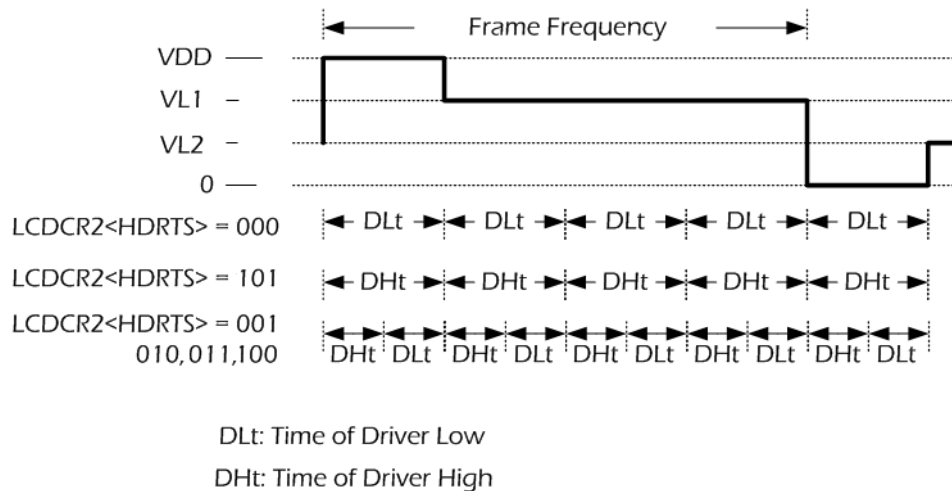 Frame Frequency
VDD
VL1
VL2
0
LCDCR2<HDRTS> = 000
DLt DLt DLt DLt DLt
LCDCR2<HDRTS> = 101
DHt DHt DHt DHt DHt
LCDCR2<HDRTS> = 001
010,011,100
DHt DLt DHt DLt DHt DLt DHt DLt DHt DLt
DLt: Time of Driver Low
DHt: Time of Driver High